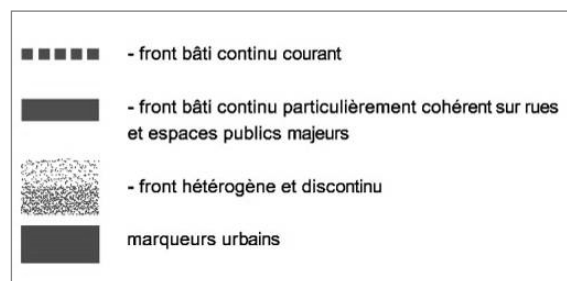 - front bâti continu courant
- front bâti continu particulièrement cohérent sur rues
et espaces publics majeurs
- front hétérogène et discontinu
marqueurs urbains